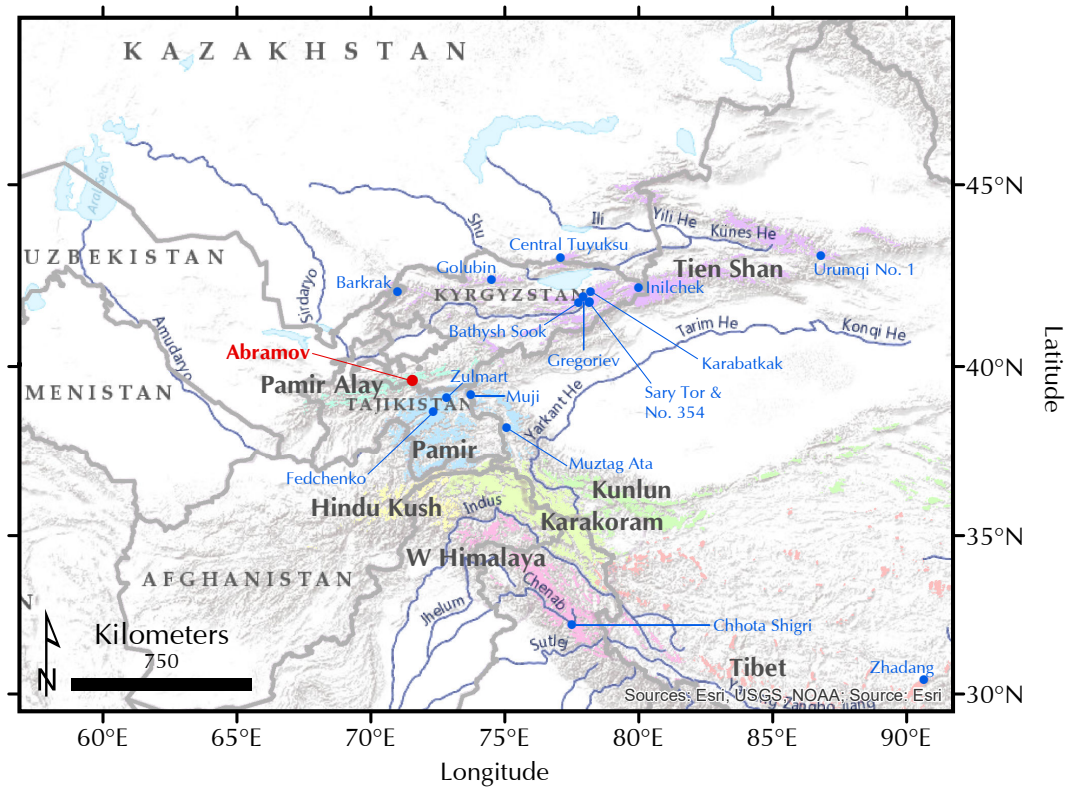 KAZAKHSTAN
Aral Sea
45°N
Shu
Ili
Yili He
Künes He
Central Tuyuksu
UZBEKISTAN
Golubin
Tien Shan
Urumqi No. 1
Barkrak
Sirdaryo
KYRGYZSTAN
Inilchek
Amudaryo
Bathysh Sook
Tarim He
Konqi He
Abramov
Gregoriev
Karabatkak
40°N
Latitude
Pamir Alay
Zulmart
MENISTAN
TAJIKISTAN
Muji
Sary Tor &
No. 354
Yarkant He
Pamir
Muztag Ata
Fedchenko
Kunlun
Hindu Kush
Indus
Karakoram
35°N
W Himalaya
AFGHANISTAN
Chenab
N
Jhelum
Kilometers
750
Chhota Shigri
Sutlej
Tibet
Zhadang
N
Sources: Esri, USGS, NOAA; Source: Esri
30°N
Zangbo Jiang
60°E 65°E 70°E 75°E 80°E 85°E 90°E
Longitude